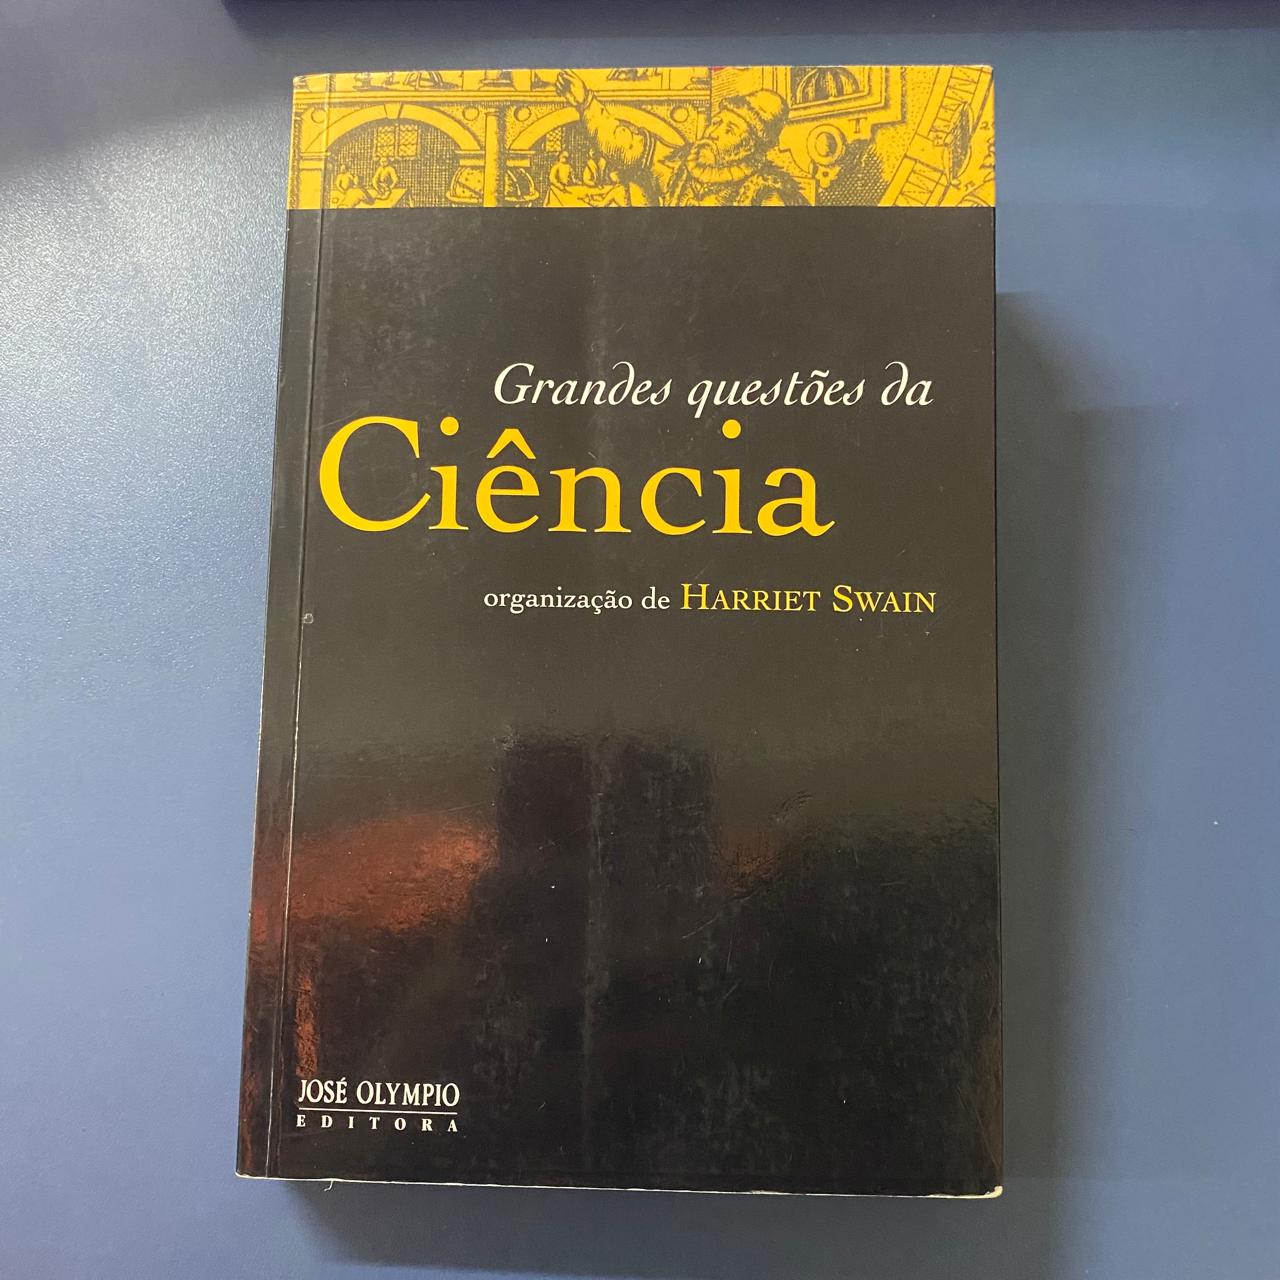 Grandes questões da
Ciência
organização de HARRIET SWAIN
JOSÉ OLYMPIO
EDITORA